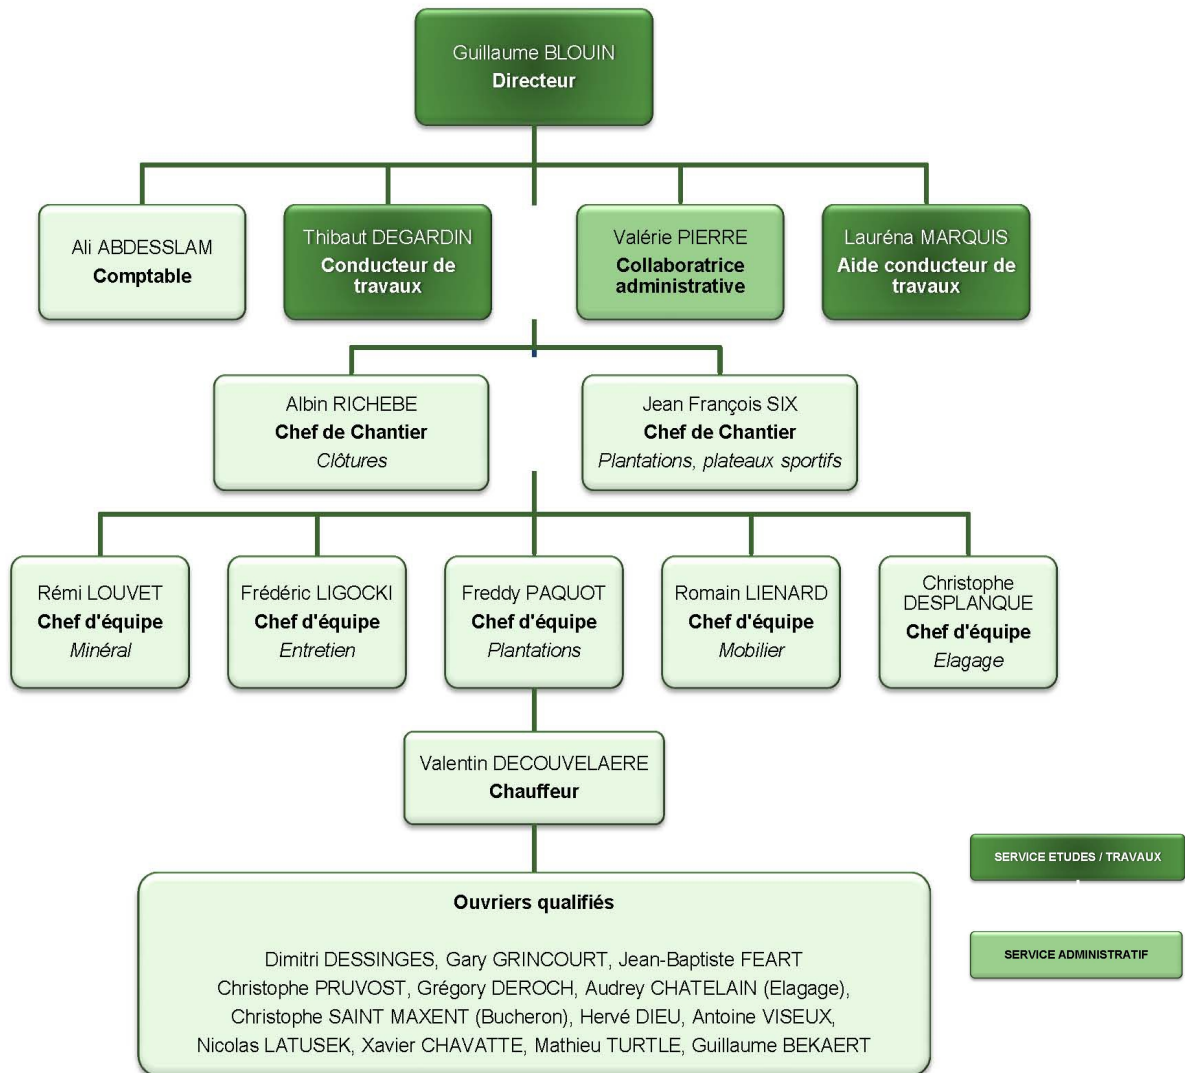 Guillaume BLOUIN
Directeur
Ali ABDESSLAM
Comptable
Thibaut DEGARDIN
Conducteur de
travaux
Valérie PIERRE
Collaboratrice
administrative
Lauréna MARQUIS
Aide conducteur de
travaux
Albin RICHEBE
Chef de Chantier
Clôtures
Jean François SIX
Chef de Chantier
Plantations, plateaux sportifs
Rémi LOUVET
Chef d'équipe
Minéral
Frédéric LIGOCKI
Chef d'équipe
Entretien
Freddy PAQUOT
Chef d'équipe
Plantations
Romain LIENARD
Chef d'équipe
Mobilier
Christophe
DESPLANQUE
Chef d'équipe
Elagage
Valentin DECOUVELAERE
Chauffeur
Ouvriers qualifiés
Dimitri DESSINGES, Gary GRINCOURT, Jean-Baptiste FEART
Christophe PRUVOST, Grégory DEROCH, Audrey CHATELAIN (Elagage),
Christophe SAINT MAXENT (Bucheron), Hervé DIEU, Antoine VISEUX,
Nicolas LATUSEK, Xavier CHAVATTE, Mathieu TURTLE, Guillaume BEKAERT
SERVICE ETUDES / TRAVAUX
SERVICE ADMINISTRATIF